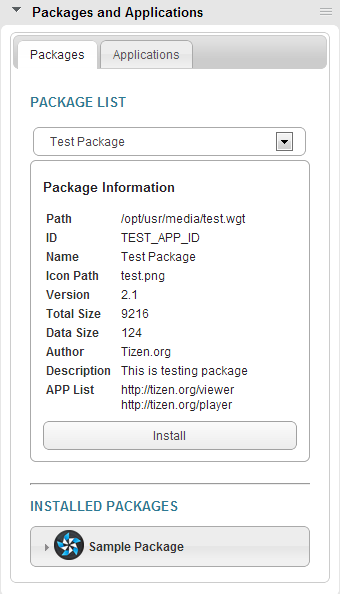 Packages and Applications
Packages Applications
PACKAGE LIST
Test Package
Package Information
Path /opt/usr/media/test.wgt
ID TEST_APP_ID
Name Test Package
Icon Path test.png
Version 2.1
Total Size 9216
Data Size 124
Author Tizen.org
Description This is testing package
APP List http://tizen.org/viewer
http://tizen.org/player
Install
INSTALLED PACKAGES
Sample Package